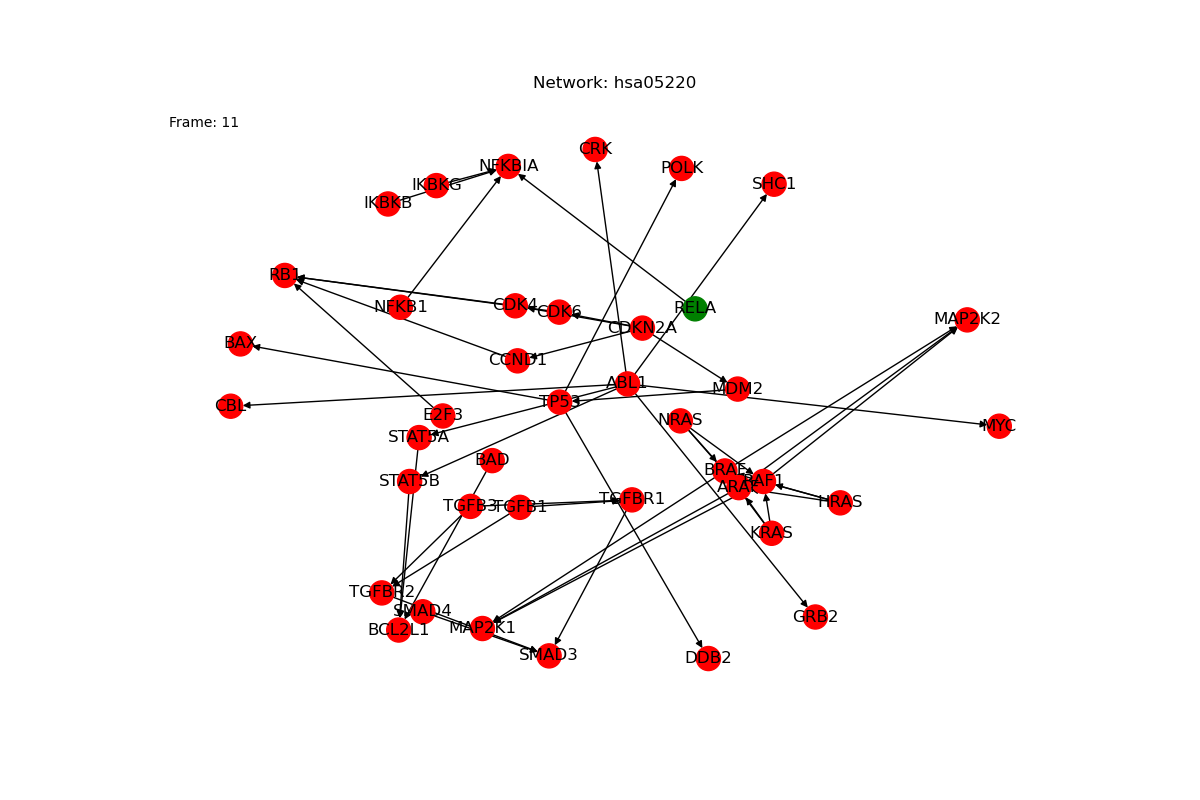 Network: hsa05220
Frame: 11
CRK
NFKBIA
POLK
IKBKG
SHC1
IKBKB
RB1
NFKB1
CDK4
CDK6
RELA
CDKN2A
MAP2K2
BAX
CCND1
ABL1
MDM2
CBL
TP53
E2F3
NRAS
MYC
STAT5A
BAD
BRAF
STAT5B
RAF1
ARAF
TGFB3
TGFB1
TGFBR1
HRAS
KRAS
TGFBR2
SMAD4
GRB2
BCL2L1
MAP2K1
SMAD3
DDB2